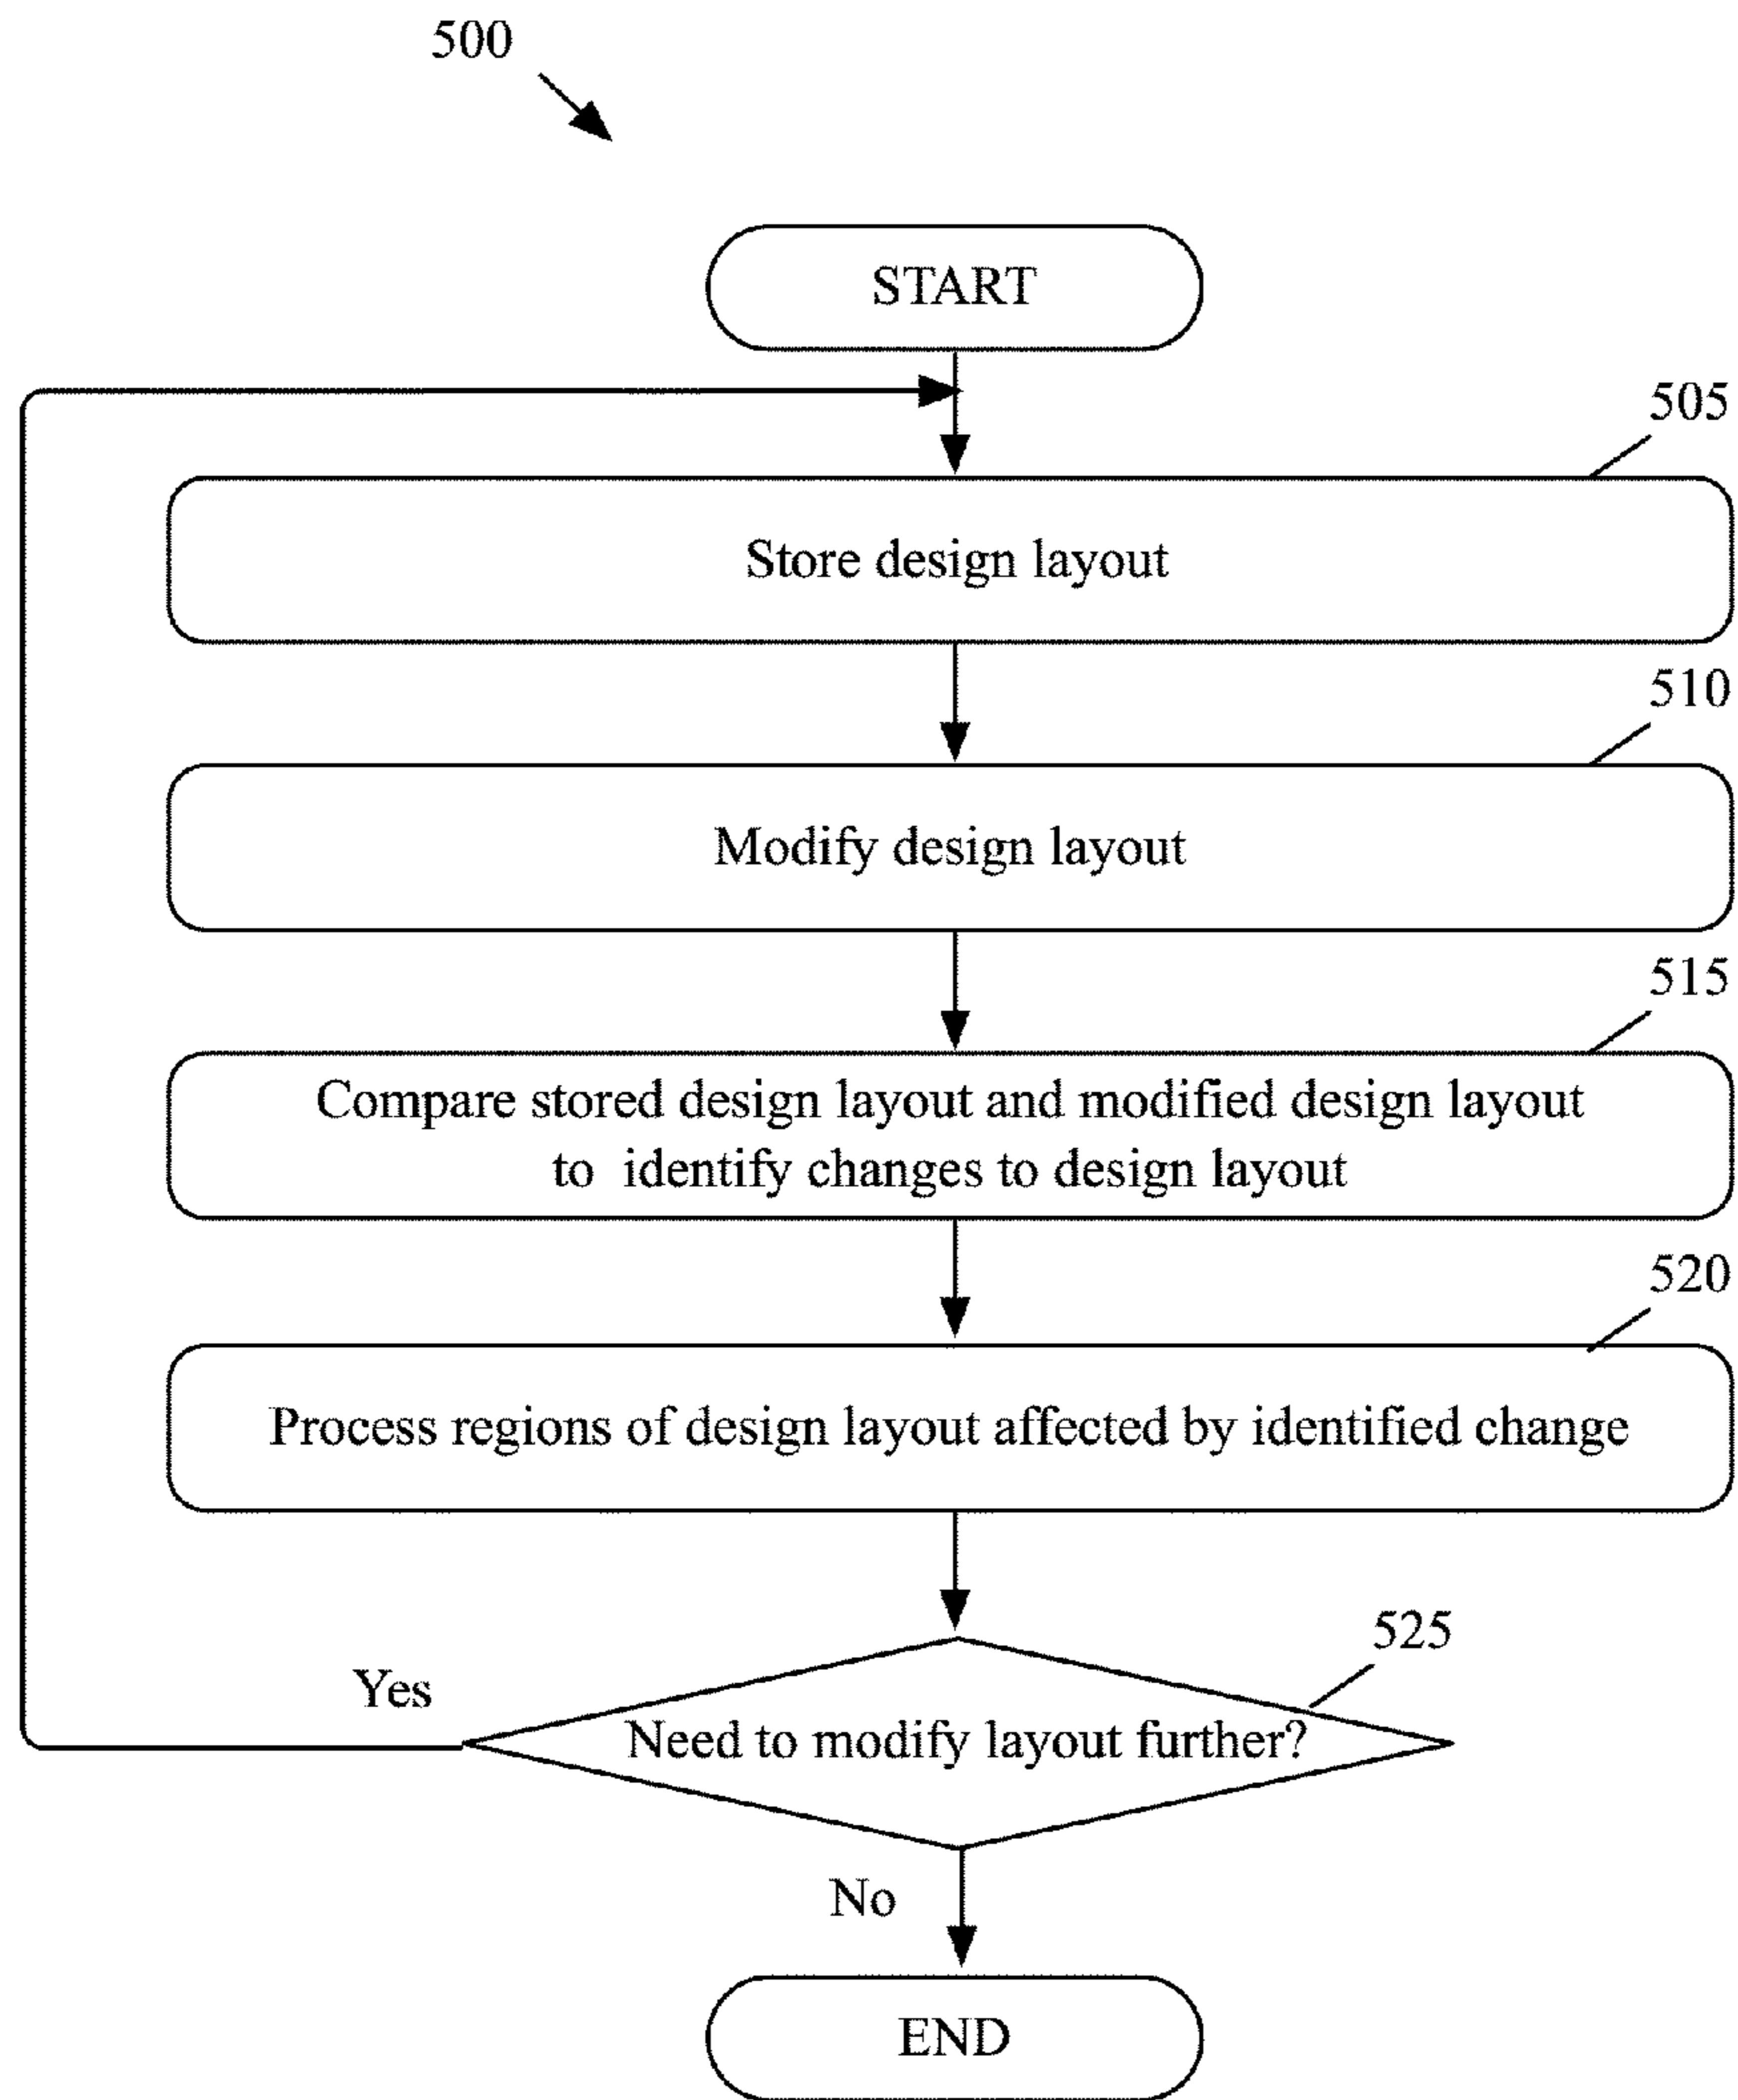 500
START
505
Store design layout
510
Modify design layout
515
Compare stored design layout and modified design layout
to identify changes to design layout
520
Process regions of design layout affected by identified change
525
Yes
Need to modify layout further?
No
END